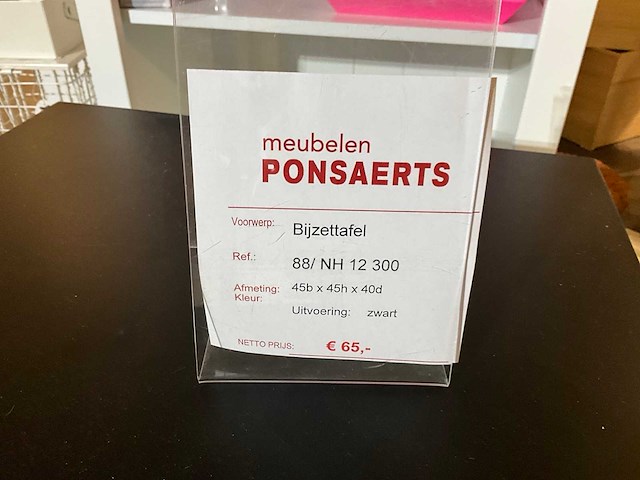 meubelen
PONSAERTS
Voorwerp: Bijzettafel
Ref.: 88/ NH 12 300
Afmeting: 45b x 45h x 40d
Kleur:
Uitvoering: zwart
NETTO PRIJS: € 65,-